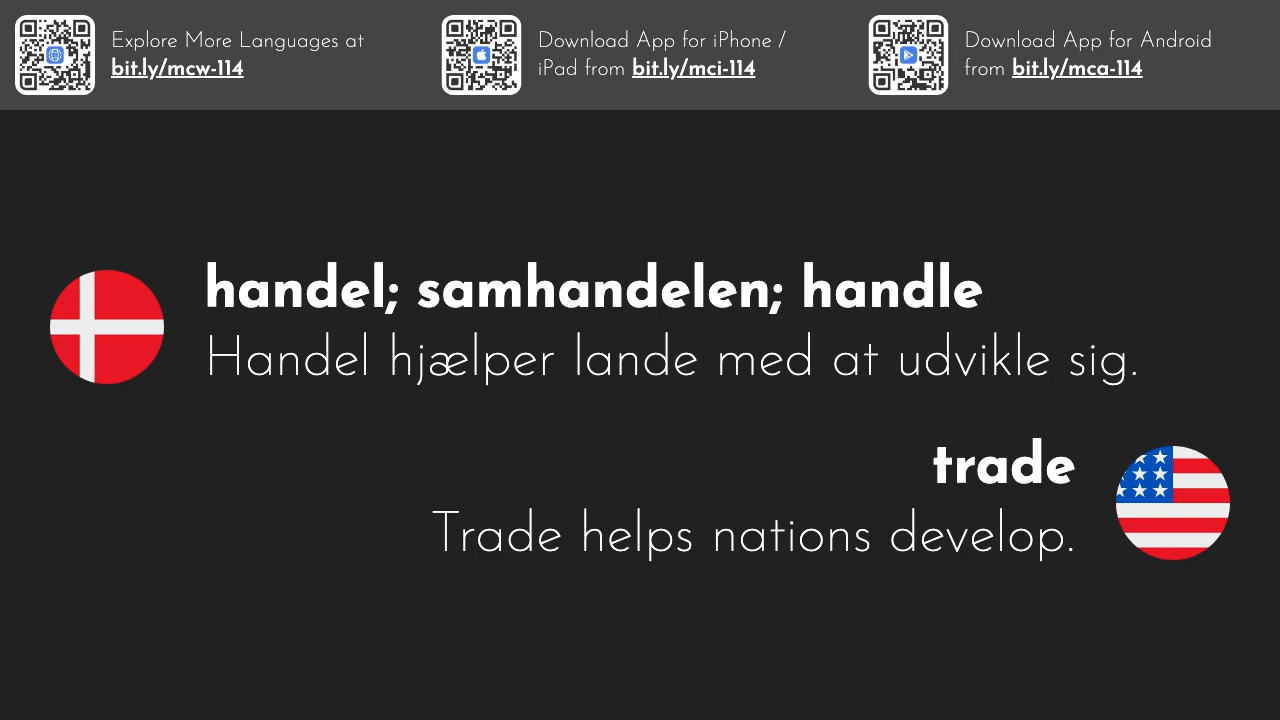 Explore More Languages at
bit.ly/mcw-114
Download App for iPhone /
iPad from bit.ly/mci-114
Download App for Android
from bit.ly/mca-114
handel; samhandelen; handle
Handel hjælper lande med at udvikle sig.
trade
Trade helps nations develop.